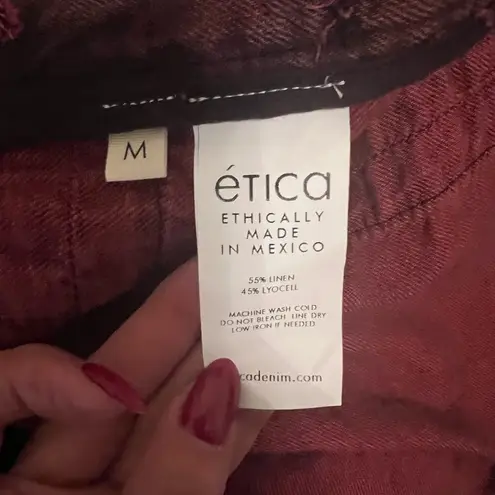 M
ética
ETHICALLY
MADE
IN MEXICO
55% LINEN
45% LYOCELL
MACHINE WASH COLD
DO NOT BLEACH LINE DRY
LOW IRON IF NEEDED
cadenim.com